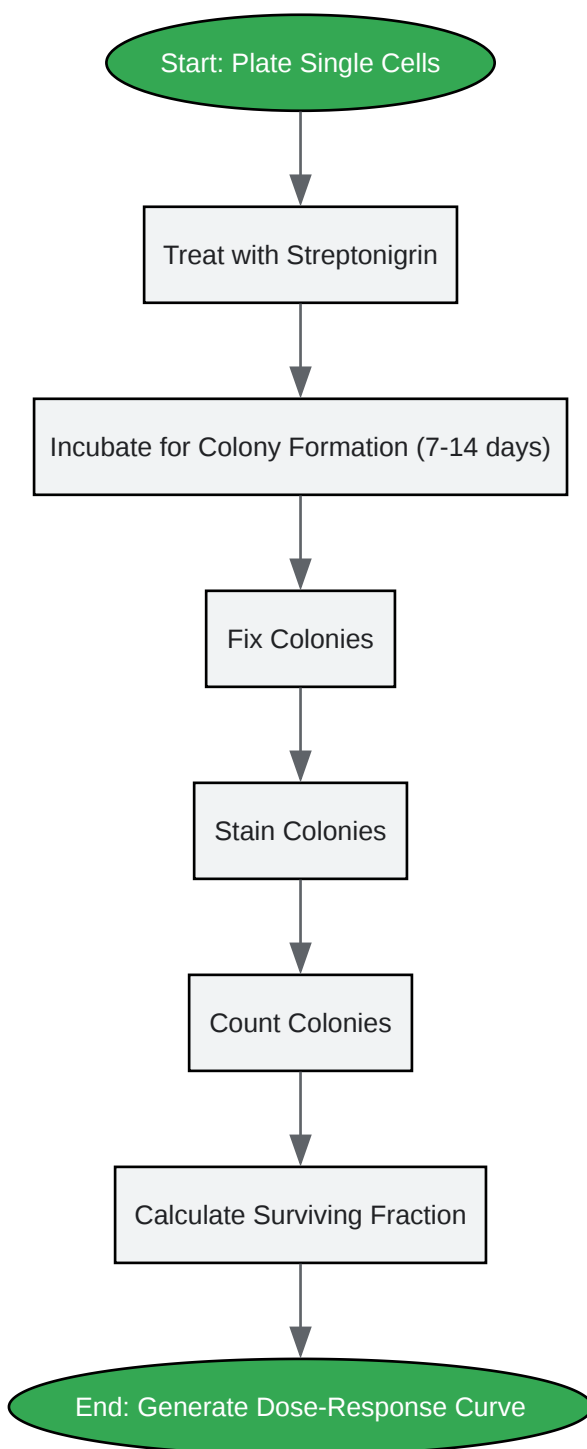 Start: Plate Single Cells
Treat with Streptonigrin
Incubate for Colony Formation (7-14 days)
Fix Colonies
Stain Colonies
Count Colonies
Calculate Surviving Fraction
End: Generate Dose-Response Curve